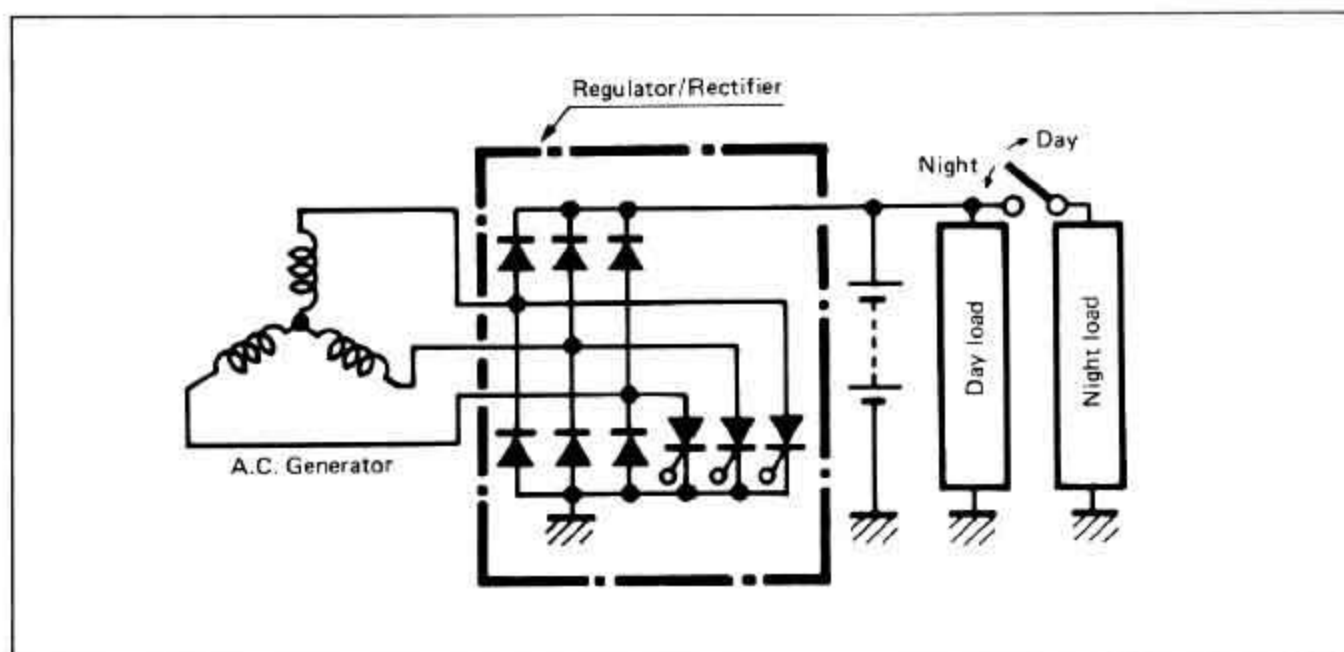 Regulator/Rectifier
Day
Night
Day load
Night load
A.C. Generator